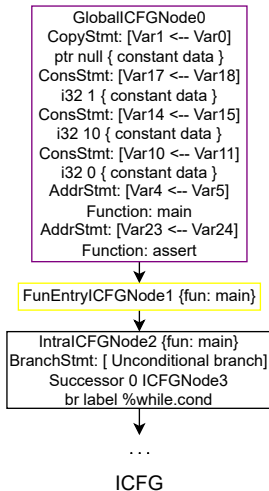 GlobalICFGNode0
CopyStmt: [Var1 <-- Var0]
ptr null { constant data }
ConsStmt: [Var17 <-- Var18]
i32 1 { constant data }
ConsStmt: [Var14 <-- Var15]
i32 10 { constant data }
ConsStmt: [Var10 <-- Var11]
i32 0 { constant data }
AddrStmt: [Var4 <-- Var5]
Function: main
AddrStmt: [Var23 <-- Var24]
Function: assert
FunEntryICFGNode1 {fun: main}
IntraICFGNode2 {fun: main}
BranchStmt: [ Unconditional branch]
Successor 0 ICFGNode3
br label %while.cond
...
ICFG